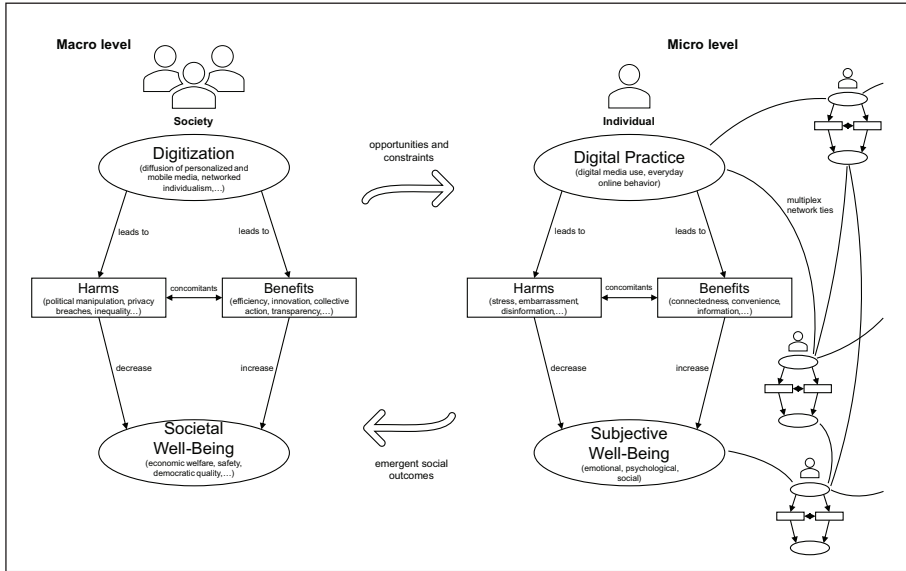 Macro level
Society
Digitization
(diffusion of personalized and
mobile media, networked
individualism,…)
leads to
leads to
Harms
(political manipulation, privacy
breaches, inequality…)
concomitants
Benefits
(efficiency, innovation, collective
action, transparency,…)
decrease
increase
Societal
Well-Being
(economic welfare, safety,
democratic quality,…)
opportunities and
constraints
emergent social
outcomes
Micro level
Individual
Digital Practice
(digital media use, everyday
online behavior)
leads to
leads to
Harms
(stress, embarrassment,
disinformation,…)
concomitants
Benefits
(connectedness, convenience,
information,…)
decrease
increase
Subjective
Well-Being
(emotional, psychological,
social)
multiplex
network ties